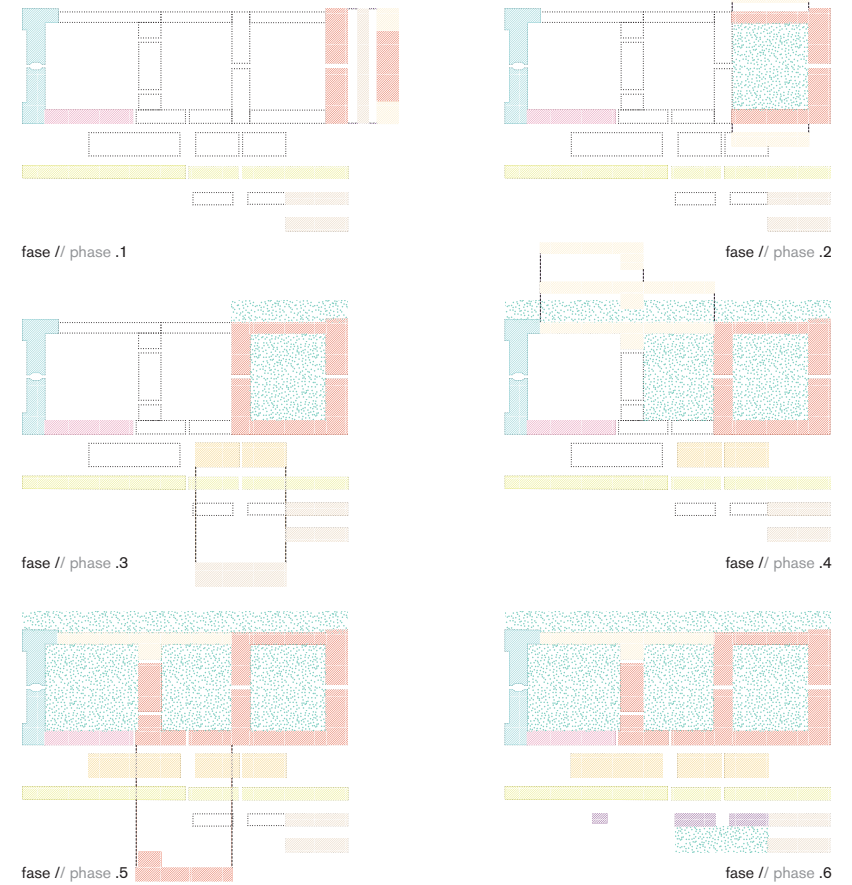 fase // phase .1
fase // phase .2
fase // phase .3
fase // phase .4
fase // phase .5
fase // phase .6